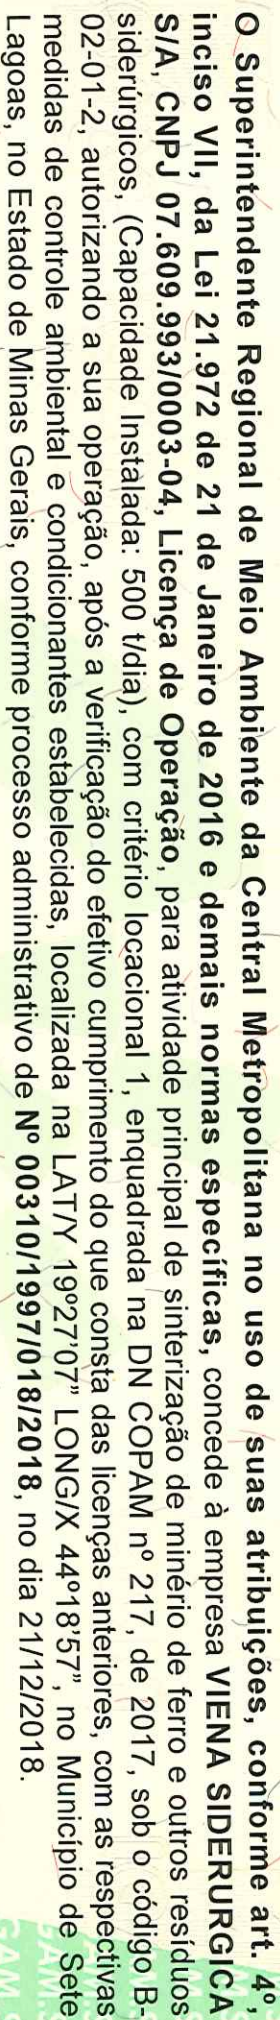 O Superintendente Regional de Meio Ambiente da Central Metropolitana no uso de suas atribuições, conforme art. 4º,
inciso VII, da Lei 21.972 de 21 de Janeiro de 2016 e demais normas específicas, concede à empresa VIENA SIDERURGICA
S/A, CNPJ 07.609.993/0003-04, Licença de Operação, para atividade principal de sinterização de minério de ferro e outros resíduos
siderúrgicos, (Capacidade Instalada: 500 t/dia), com critério locacional 1, enquadrada na DN COPAM nº 217, de 2017, sob o código B-
02-01-2, autorizando a sua operação, após a verificação do efetivo cumprimento do que consta das licenças anteriores, com as respectivas
medidas de controle ambiental e condicionantes estabelecidas, localizada na LAT/Y 19º27'07" LONG/X 44º18'57", no Município de Sete
Lagoas, no Estado de Minas Gerais, conforme processo administrativo de Nº 00310/1997/018/2018, no dia 21/12/2018.